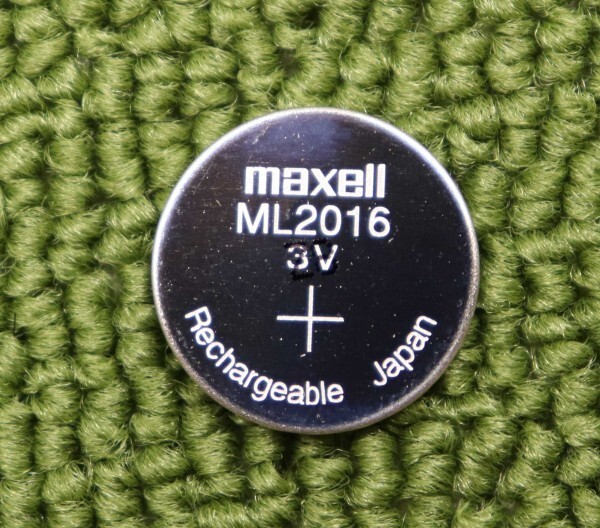 maxell
ML2016
3V
+
Rechargeable Japan